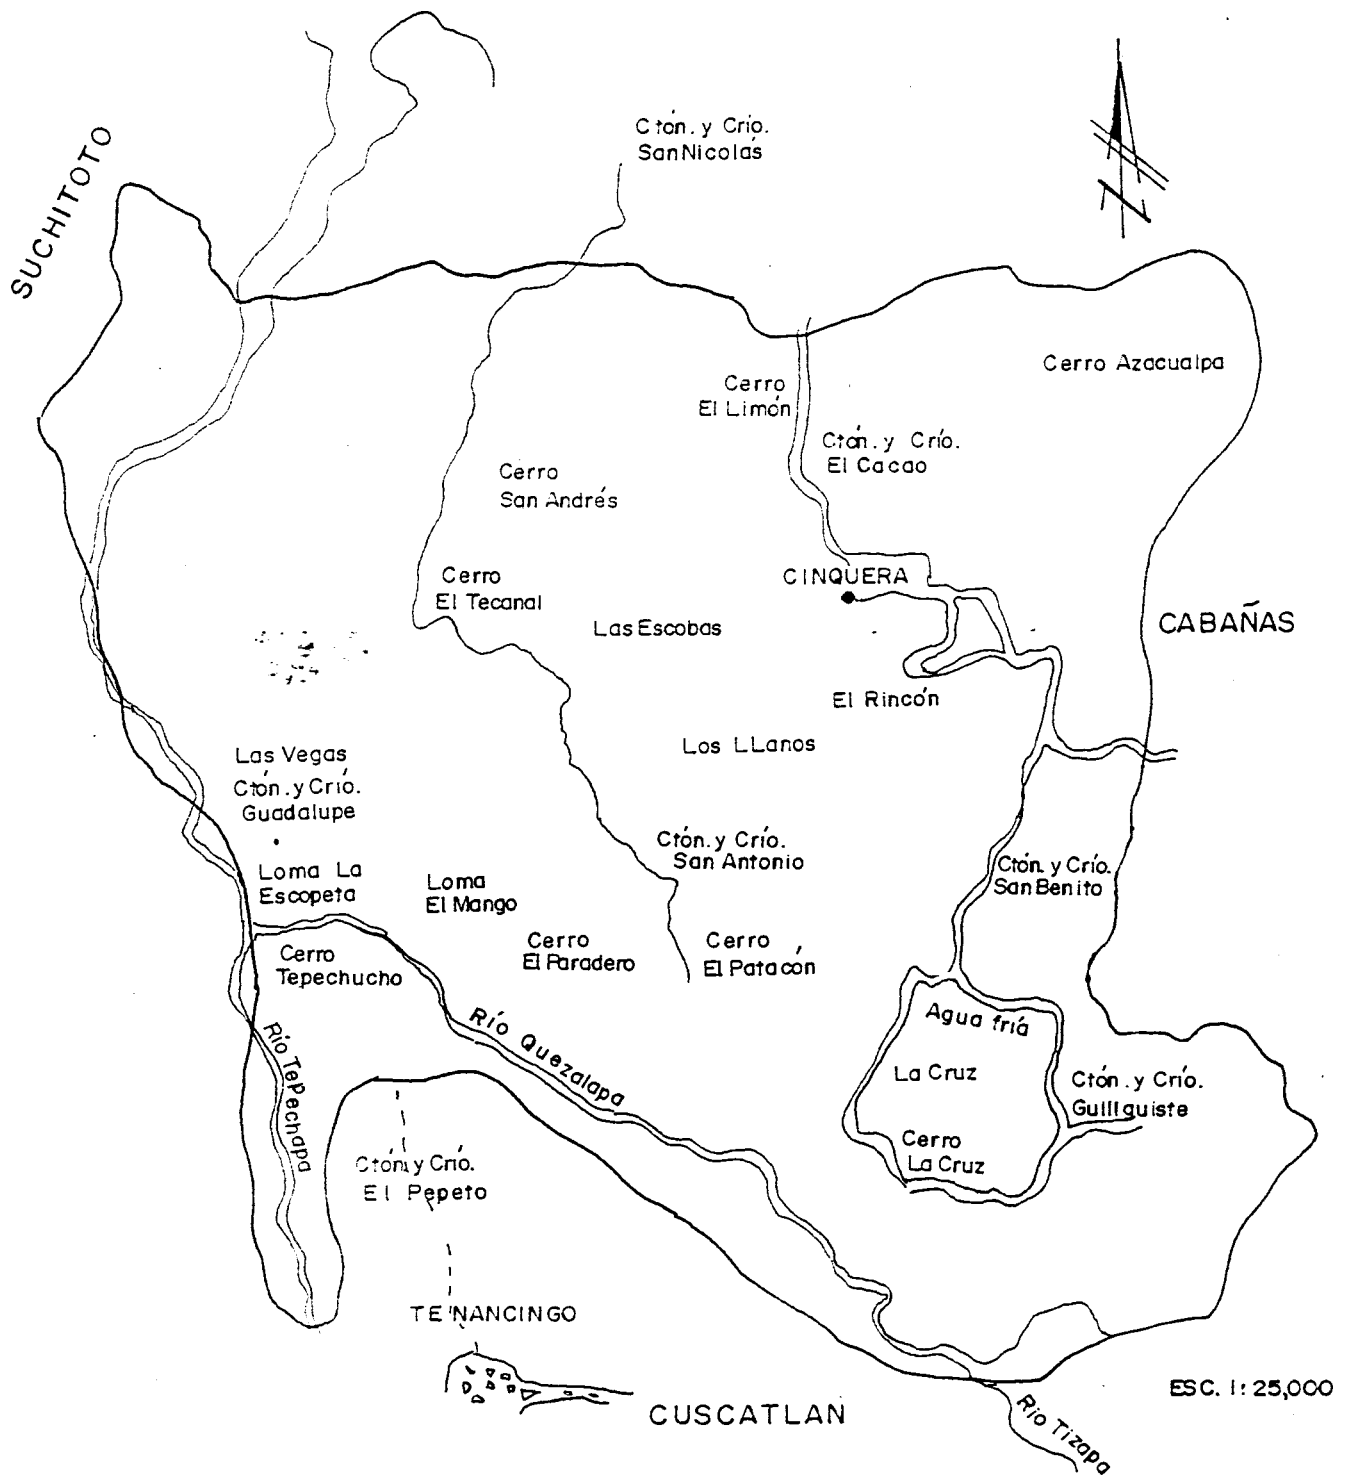 Ctón. y Crío.
San Nicolás
SUCHITOTO
N
Cerro Azacualpa
Cerro
El Limón
Ctón. y Crío.
El Cacao
Cerro
San Andrés
CINQUERA
Cerro
El Tecanal
Las Escobas
CABAÑAS
El Rincón
Los LLanos
Las Vegas
Ctón. y Crío.
Guadalupe
Ctón. y Crío.
San Antonio
Ctón. y Crío.
San Benito
Loma La
Escopeta
Loma
El Mango
Cerro
El Paradero
Cerro
El Patacón
Cerro
Tepechucho
Río Quezalapa
Agua friá
Río Tepechapa
La Cruz
Ctón. y Crío.
Guiliguiste
Cerro
La Cruz
Ctón. y Crío.
El Pepeto
TENANCINGO
CUSCATLAN
ESC. 1:25,000
Rio Tizapa